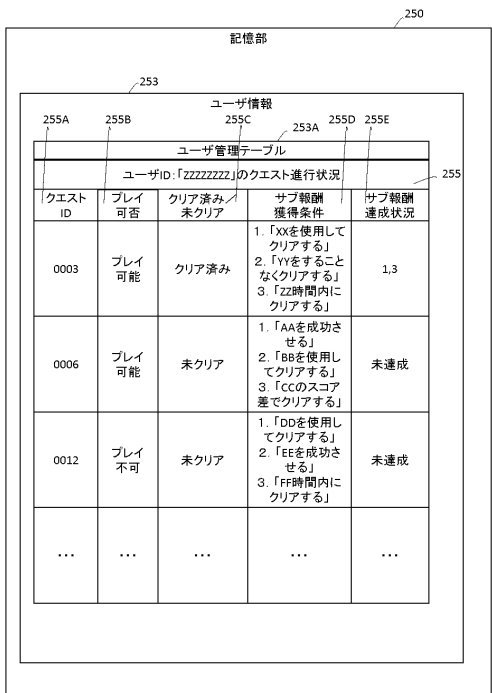 250
記憶部
253
ユーザ情報
255A
255B
255C
253A
255D
255E
ユーザ管理テーブル
ユーザID:「ZZZZZZZZ」のクエスト進行状況
255
クエスト
ID
プレイ
可否
クリア済み/
未クリア
サブ報酬
獲得条件
サブ報酬
達成状況
0003
プレイ
可能
クリア済み
1.「XXを使用して
クリアする」
2.「YYをすること
なくクリアする」
3.「ZZ時間内に
クリアする」
1,3
0006
プレイ
可能
未クリア
1.「AAを成功さ
せる」
2.「BBを使用し
てクリアする」
3.「CCのスコア
差でクリアする」
未達成
0012
プレイ
不可
未クリア
1.「DDを使用し
てクリアする」
2.「EEを成功さ
せる」
3.「FF時間内に
クリアする」
未達成
...
...
...
...
...